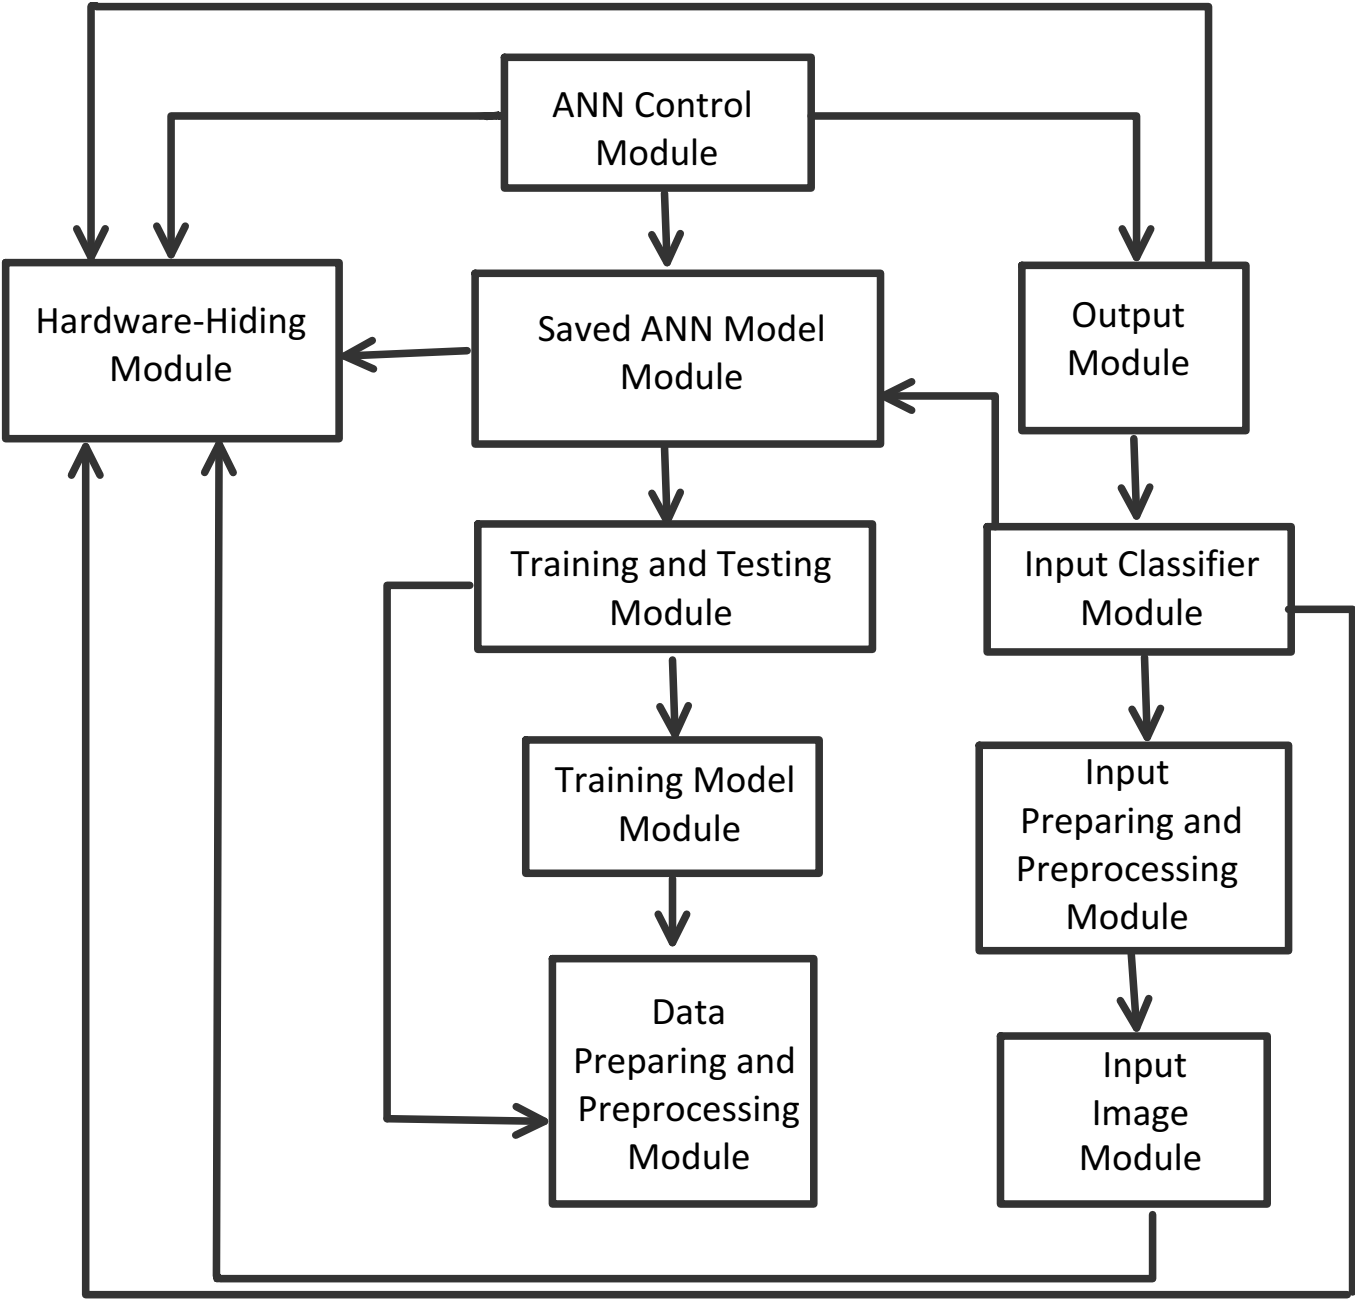 ANN Control
Module
Hardware-Hiding
Module
Saved ANN Model
Module
Output
Module
Training and Testing
Module
Input Classifier
Module
Training Model
Module
Input
Preparing and
Preprocessing
Module
Data
Preparing and
Preprocessing
Module
Input
Image
Module